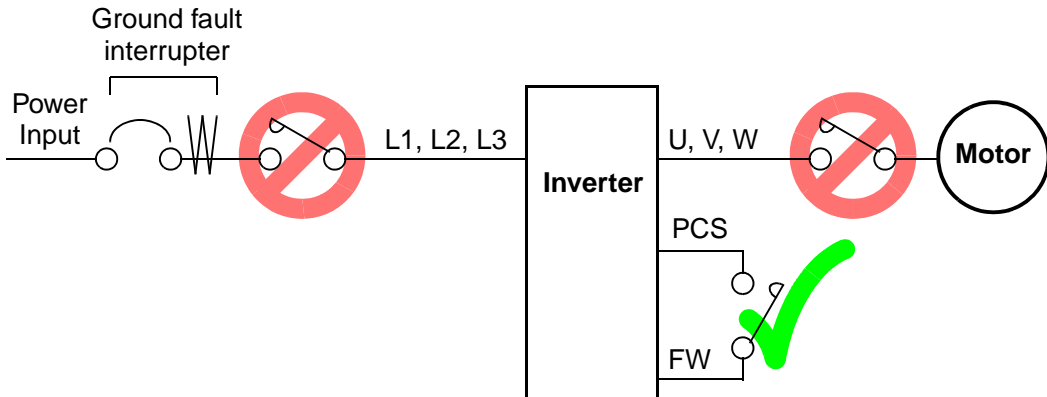 Ground fault
interrupter
Power
Input
L1, L2, L3
Inverter
U, V, W
Motor
PCS
FW